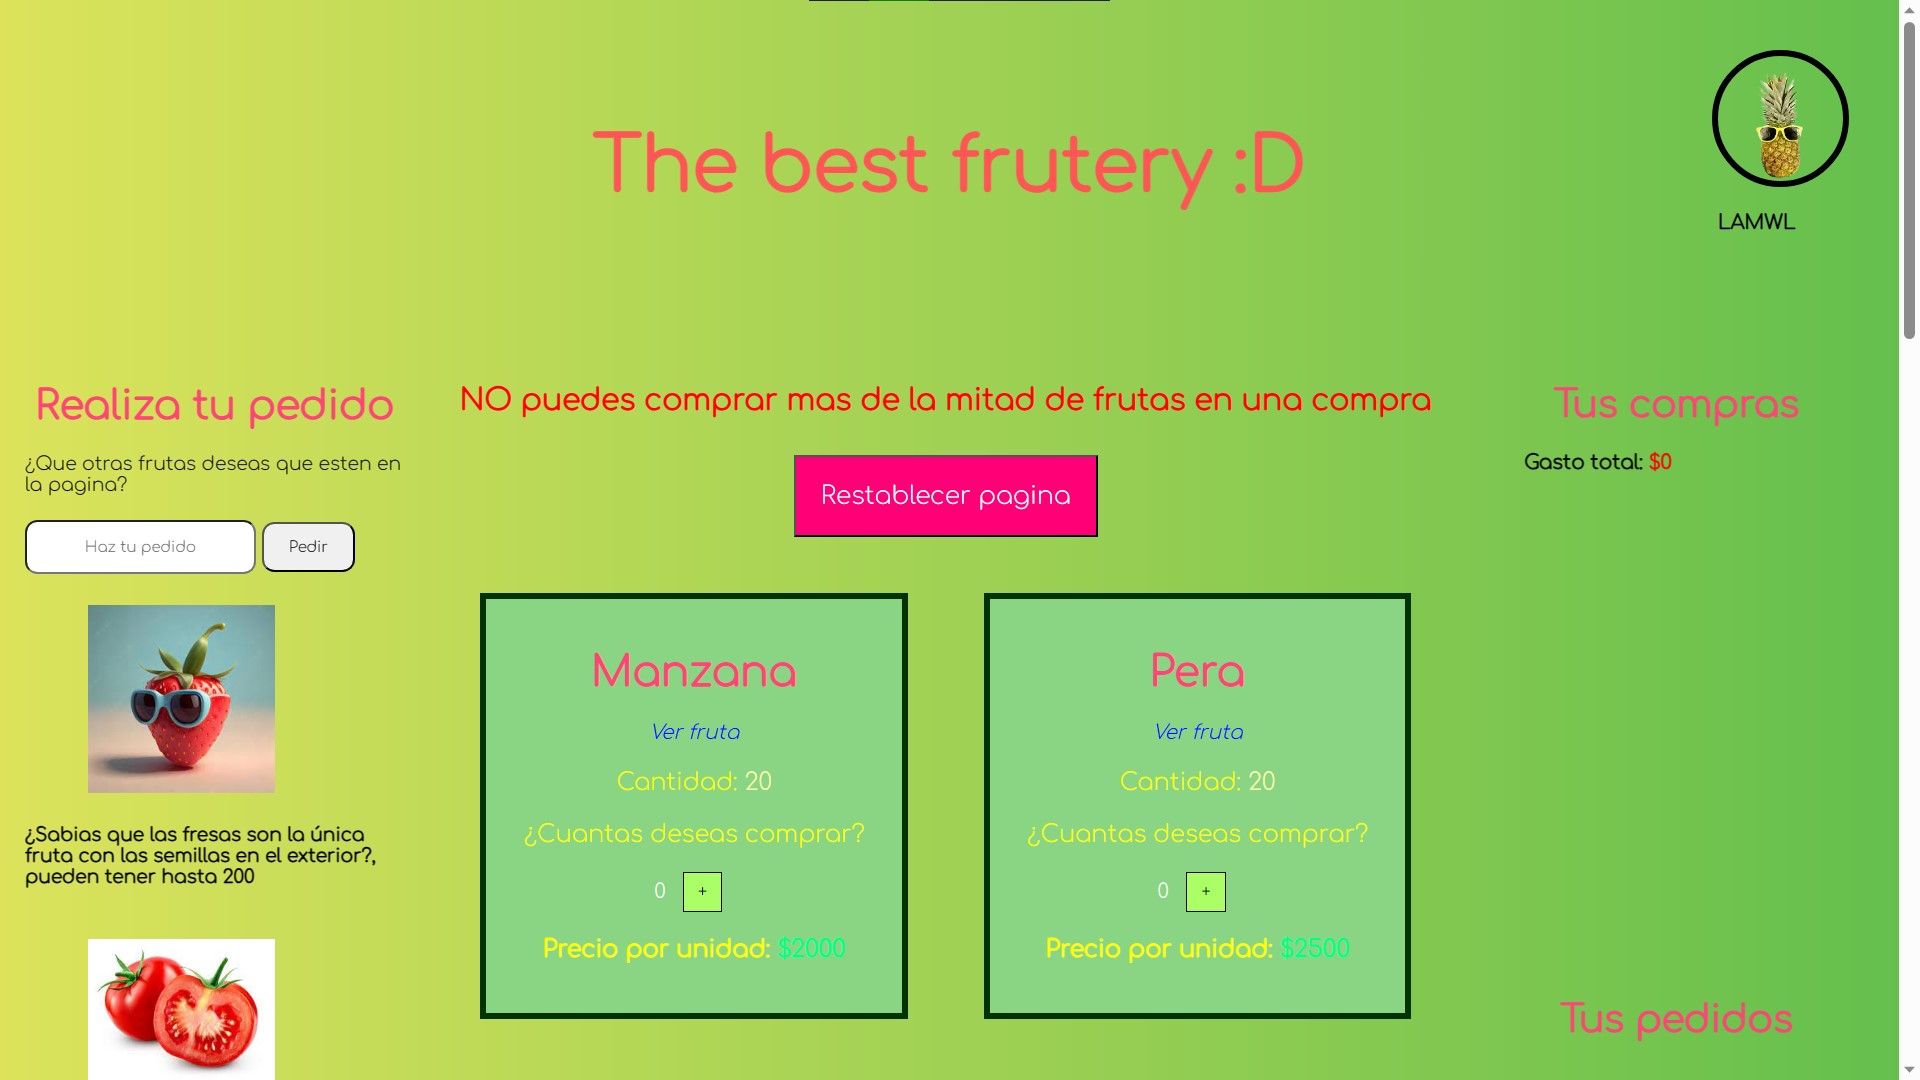 The best frutery :D
LAMWL
Realiza tu pedido
¿Que otras frutas deseas que esten en
la pagina?
Haz tu pedido
Pedir
¿Sabias que las fresas son la única
fruta con las semillas en el exterior?,
pueden tener hasta 200
NO puedes comprar mas de la mitad de frutas en una compra
Restablecer pagina
Manzana
Ver fruta
Cantidad: 20
¿Cuantas deseas comprar?
0 +
Precio por unidad: $2000
Pera
Ver fruta
Cantidad: 20
¿Cuantas deseas comprar?
0 +
Precio por unidad: $2500
Tus compras
Gasto total: $0
Tus pedidos